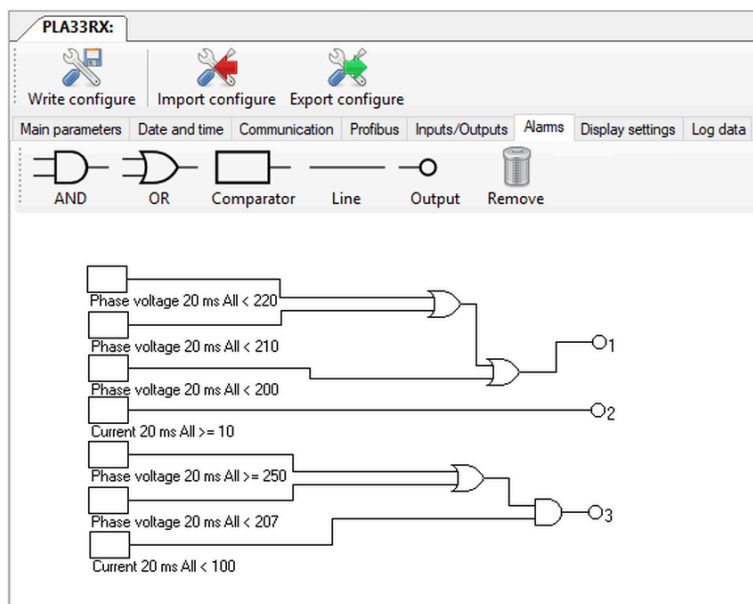 PLA33RX:
Write configure Import configure Export configure
Main parameters Date and time Communication Profibus Inputs/Outputs Alarms Display settings Log data
AND OR Comparator Line Output Remove
Phase voltage 20 ms All < 220
Phase voltage 20 ms All < 210
1
Phase voltage 20 ms All < 200
2
Current 20 ms All >= 10
Phase voltage 20 ms All >= 250
Phase voltage 20 ms All < 207
3
Current 20 ms All < 100